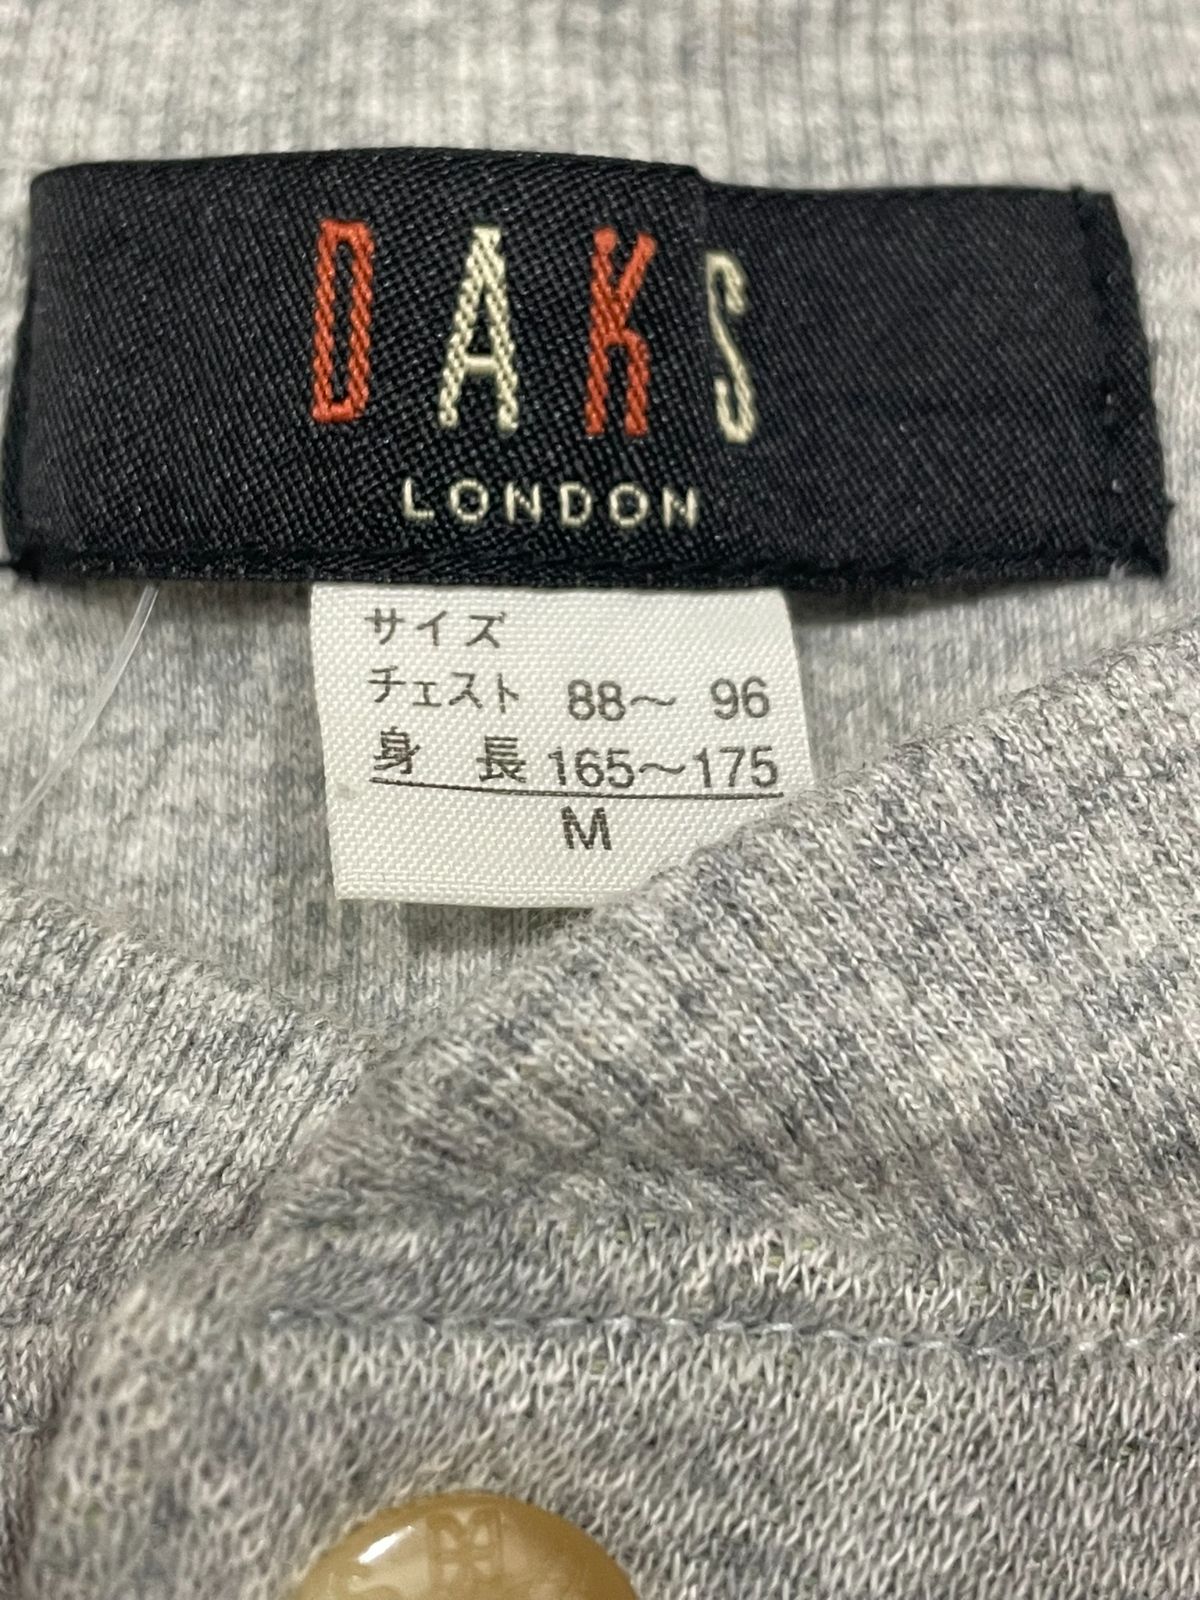 DAKS
LONDON
サイズ
チェスト 88〜 96
身 長 165〜175
M